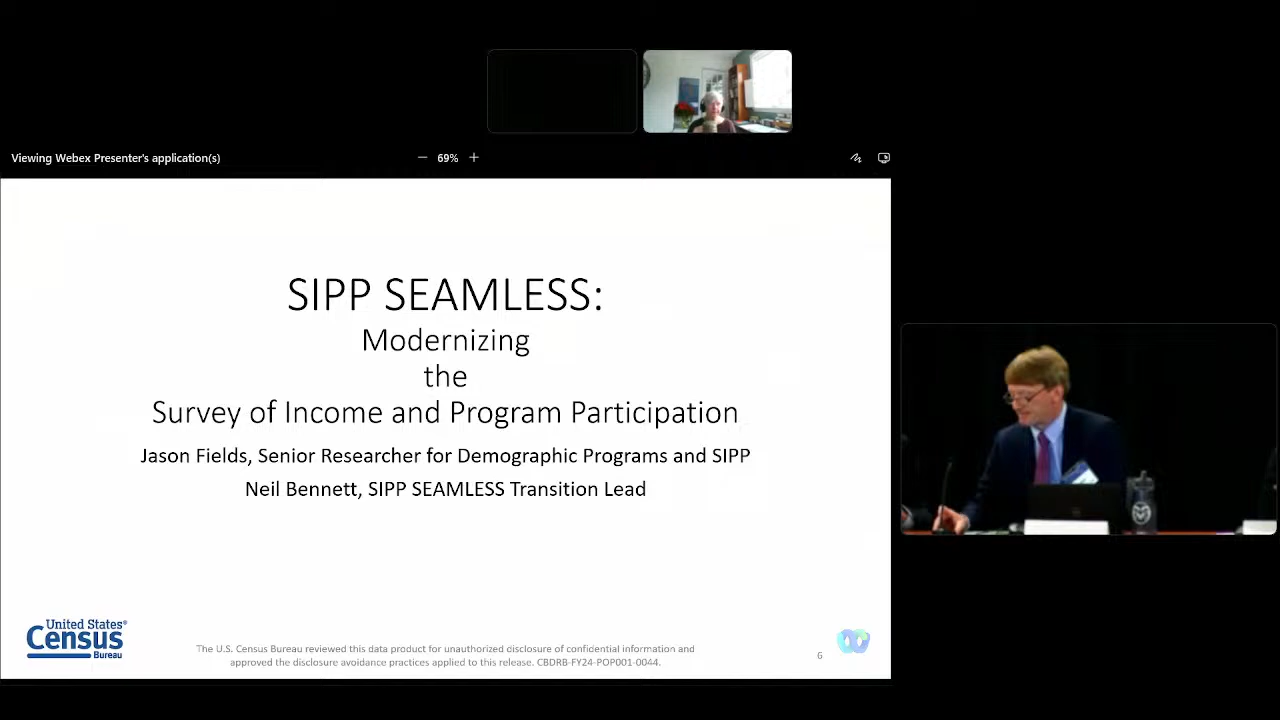 Viewing Webex Presenter's application(s)
69%
SIPP SEAMLESS:
Modernizing
the
Survey of Income and Program Participation
Jason Fields, Senior Researcher for Demographic Programs and SIPP
Neil Bennett, SIPP SEAMLESS Transition Lead
United States®
Census
Bureau
The U.S. Census Bureau reviewed this data product for unauthorized disclosure of confidential information and
approved the disclosure avoidance practices applied to this release. CBDRB-FY24-POP001-0044.
6